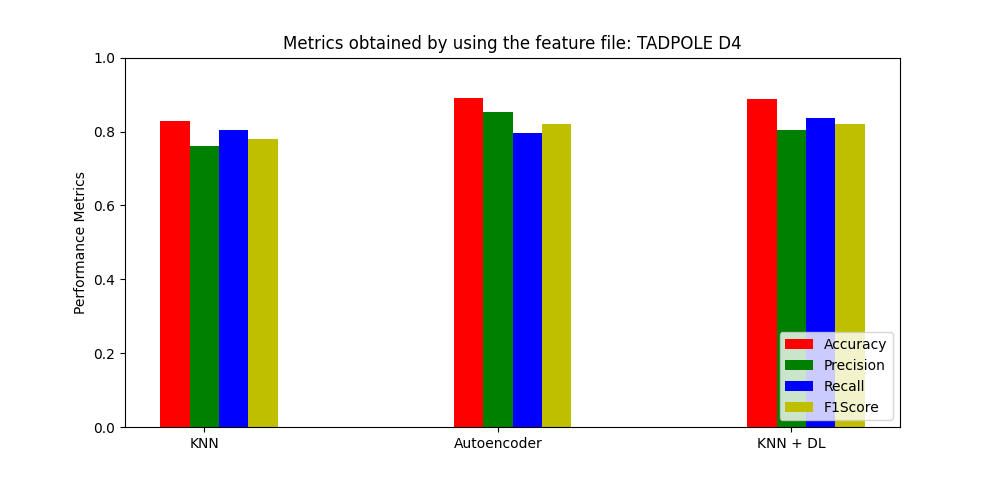 Metrics obtained by using the feature file: TADPOLE D4
Performance Metrics
1.0
0.8
0.6
0.4
0.2
0.0
KNN
Autoencoder
KNN + DL
Accuracy
Precision
Recall
F1Score